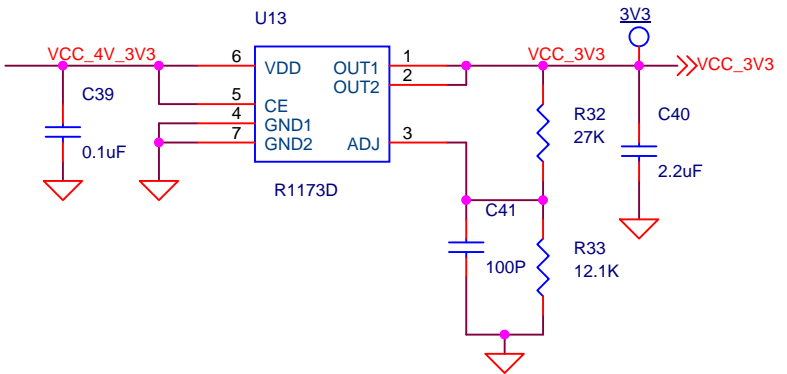 U13
3V3
VCC_4V_3V3
6
VDD
OUT1
1
VCC_3V3
VCC_3V3
OUT2
2
C39
5
CE
4
GND1
R32
C40
0.1uF
7
GND2
ADJ
3
27K
2.2uF
R1173D
C41
R33
100P
12.1K